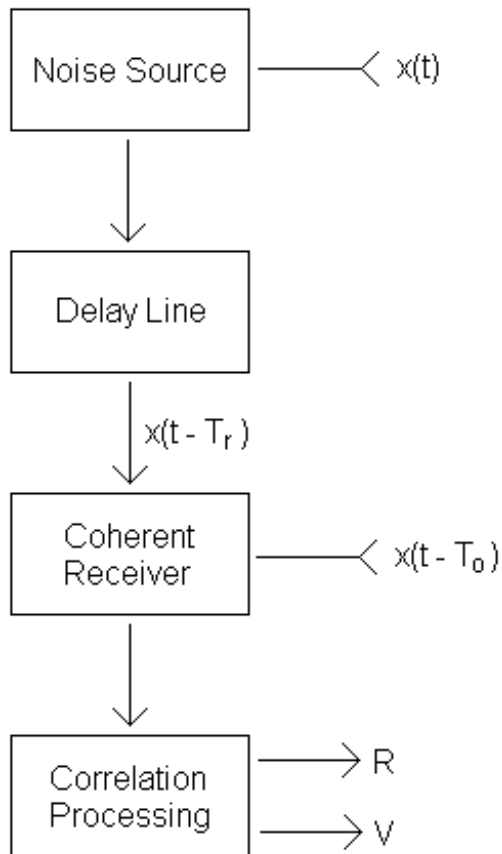 Noise Source
x(t)
Delay Line
x(t - Tᵣ )
Coherent
Receiver
x(t - Tₒ)
Correlation
Processing
R
V